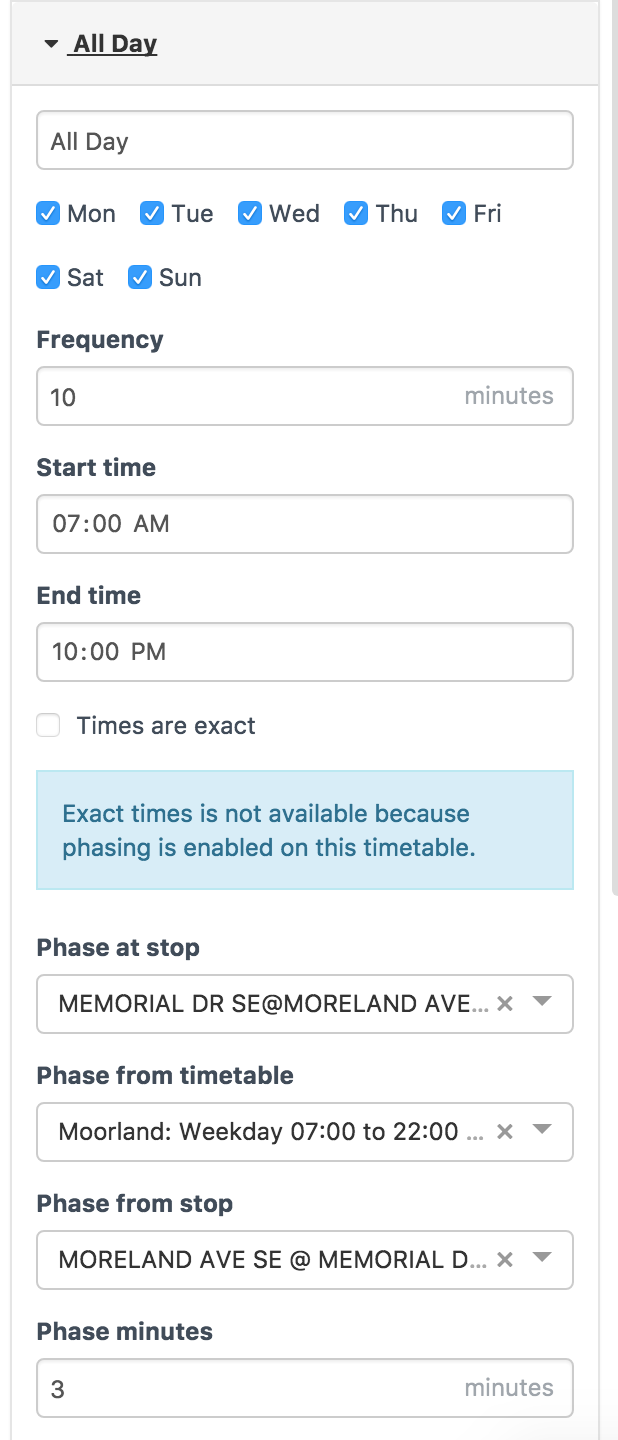 All Day
All Day
Mon Tue Wed Thu Fri
Sat Sun
Frequency
10 minutes
Start time
07:00 AM
End time
10:00 PM
Times are exact
Exact times is not available because
phasing is enabled on this timetable.
Phase at stop
MEMORIAL DR SE@MORELAND AVE... ×
Phase from timetable
Moorland: Weekday 07:00 to 22:00 ... ×
Phase from stop
MORELAND AVE SE @ MEMORIAL D... ×
Phase minutes
3 minutes